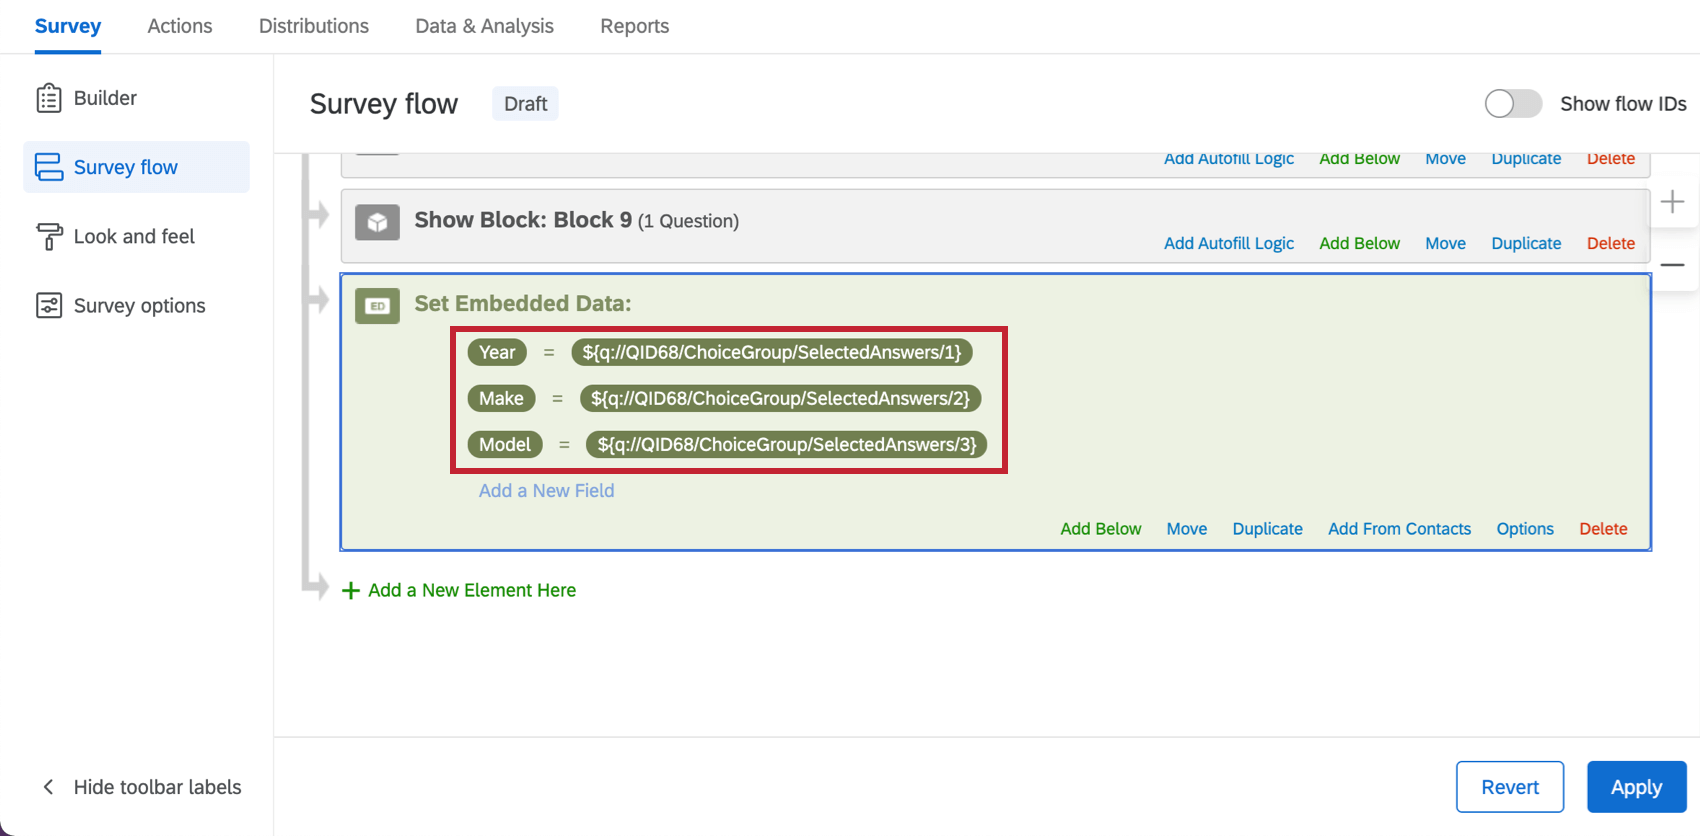 Survey Actions Distributions Data & Analysis Reports
Builder
Survey flow
Look and feel
Survey options
Hide toolbar labels
Survey flow Draft Show flow IDs
Add Autofill Logic Add Below Move Duplicate Delete
Show Block: Block 9 (1 Question)
Add Autofill Logic Add Below Move Duplicate Delete
ED Set Embedded Data:
Year = ${q://QID68/ChoiceGroup/SelectedAnswers/1}
Make = ${q://QID68/ChoiceGroup/SelectedAnswers/2}
Model = ${q://QID68/ChoiceGroup/SelectedAnswers/3}
Add a New Field
Add Below Move Duplicate Add From Contacts Options Delete
+ Add a New Element Here
Revert Apply